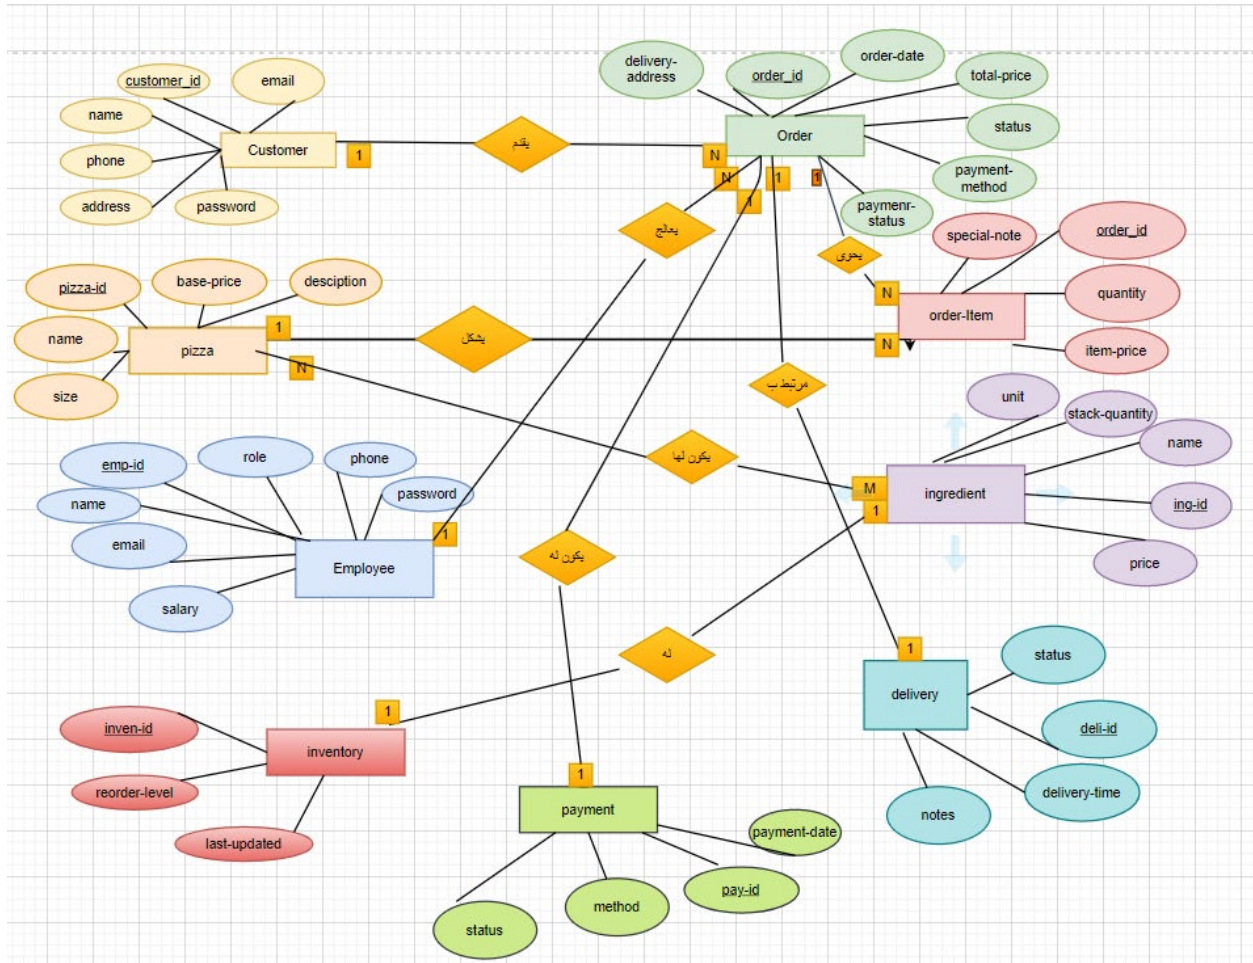 customer_id
email
name
phone
address
password
Customer
1
يقدم
N
delivery-
address
order_id
order-date
total-price
status
payment-
method
paymenr-
status
Order
N
1
1
1
يعالج
يحوى
special-note
order_id
quantity
item-price
order-Item
N
N
pizza-id
base-price
desciption
name
size
pizza
1
N
يشكل
مرتبط ب
unit
stack-quantity
name
ing-id
price
ingredient
M
1
يكون لها
emp-id
role
phone
name
password
email
salary
Employee
1
يكون له
له
1
inven-id
reorder-level
last-updated
inventory
1
delivery
status
deli-id
delivery-time
notes
1
payment
payment-date
pay-id
method
status